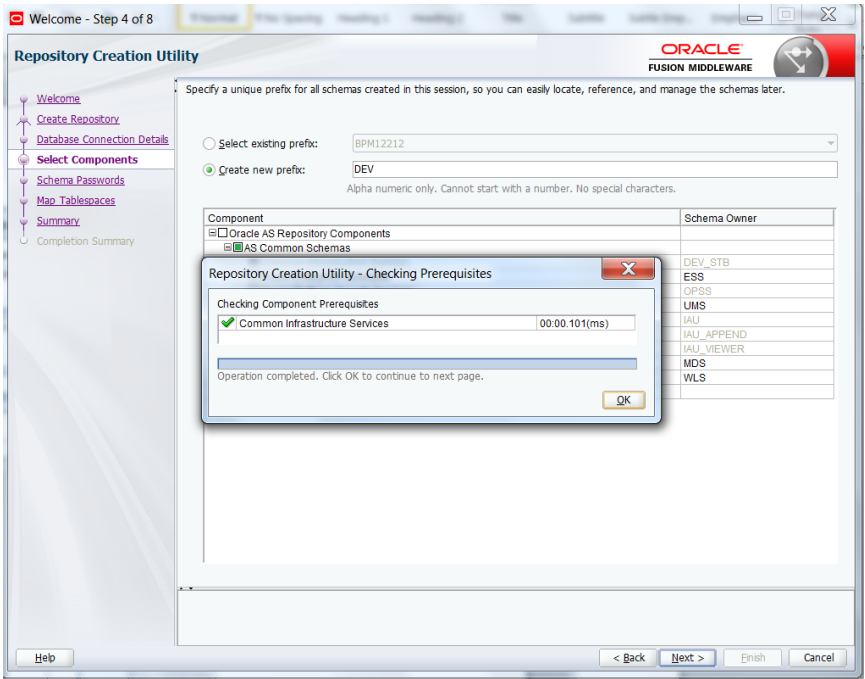 Welcome - Step 4 of 8
Repository Creation Utility
ORACLE
FUSION MIDDLEWARE
Welcome
Create Repository
Database Connection Details
Select Components
Schema Passwords
Map Tablespaces
Summary
Completion Summary
Specify a unique prefix for all schemas created in this session, so you can easily locate, reference, and manage the schemas later.
Select existing prefix: BPM12212
Create new prefix: DEV
Alpha numeric only. Cannot start with a number. No special characters.
Component Schema Owner
Oracle AS Repository Components
AS Common Schemas
DEV_STB
ESS
OPSS
UMS
IAU
IAU_APPEND
IAU_VIEWER
MDS
WLS
Repository Creation Utility - Checking Prerequisites
Checking Component Prerequisites
Common Infrastructure Services 00:00.101(ms)
Operation completed. Click OK to continue to next page.
OK
Help < Back Next > Finish Cancel